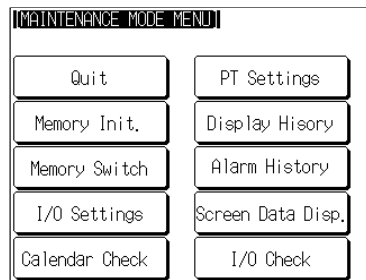 [MAINTENANCE MODE MENU]
Quit
PT Settings
Memory Init.
Display Hisory
Memory Switch
Alarm History
I/O Settings
Screen Data Disp.
Calendar Check
I/O Check